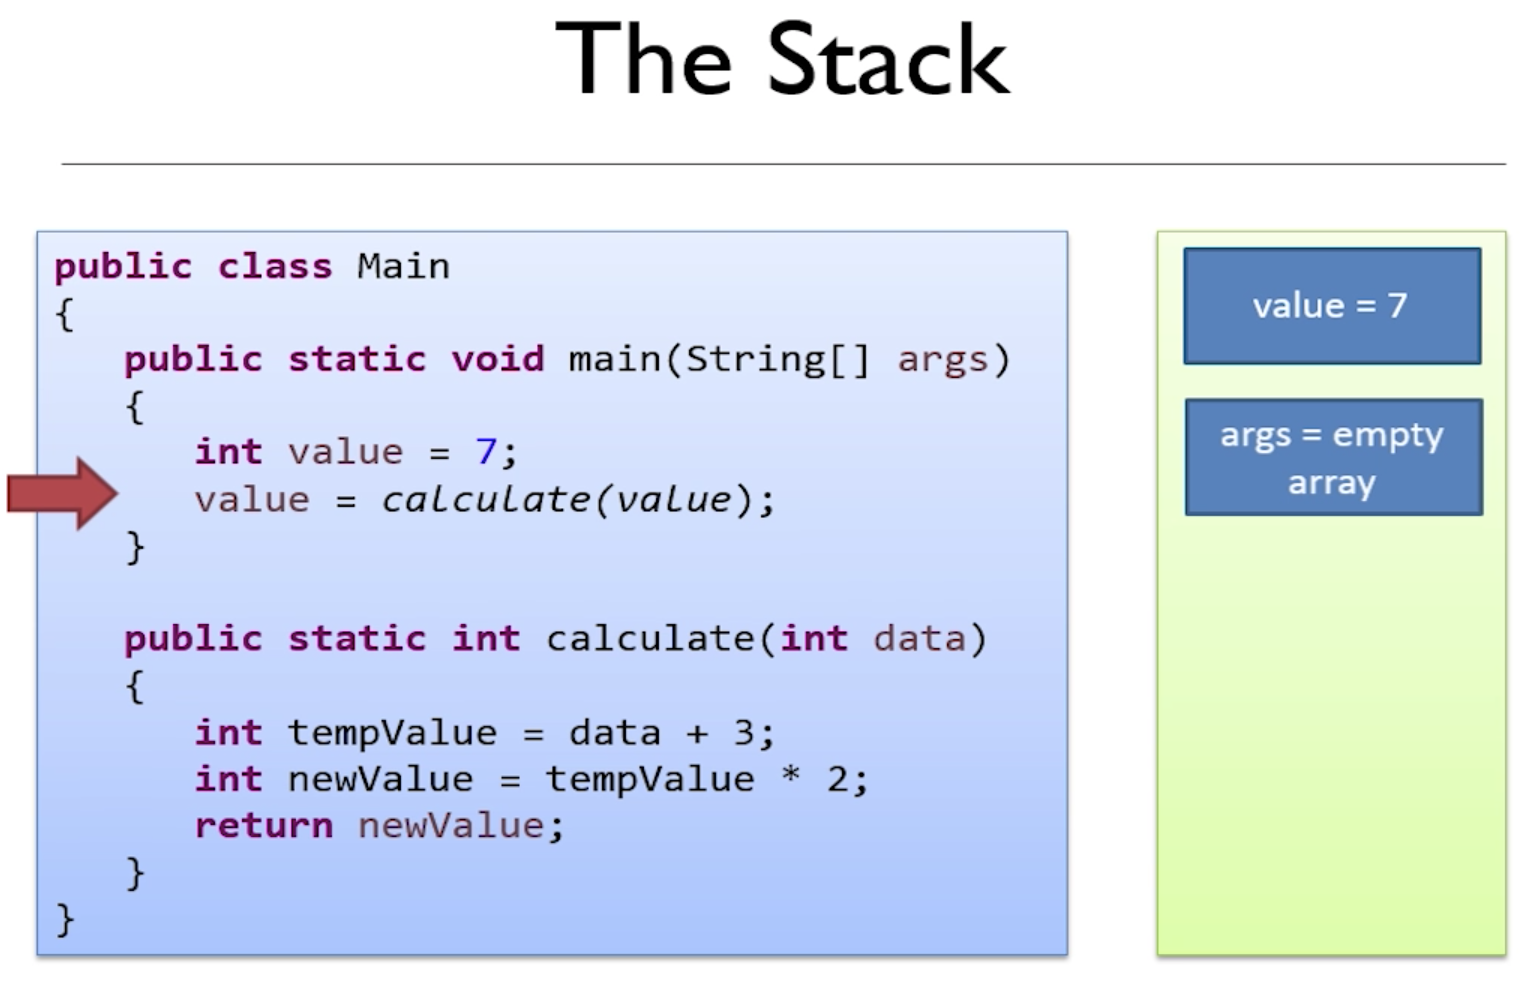 The Stack
public class Main
{
public static void main(String[] args)
{
int value = 7;
value = calculate(value);
}
public static int calculate(int data)
{
int tempValue = data + 3;
int newValue = tempValue * 2;
return newValue;
}
}
value = 7
args = empty
array